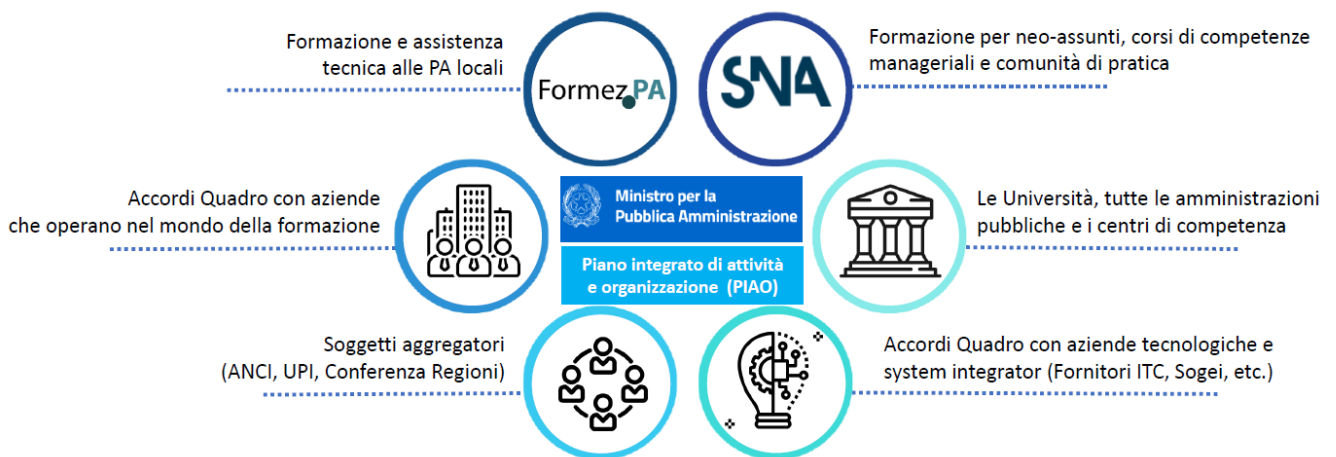 Formazione e assistenza
tecnica alle PA locali
Formez.PA
SNA
Formazione per neo-assunti, corsi di competenze
manageriali e comunità di pratica
Accordi Quadro con aziende
che operano nel mondo della formazione
Ministro per la
Pubblica Amministrazione
Piano integrato di attività
e organizzazione (PIAO)
Le Università, tutte le amministrazioni
pubbliche e i centri di competenza
Soggetti aggregatori
(ANCI, UPI, Conferenza Regioni)
Accordi Quadro con aziende tecnologiche e
system integrator (Fornitori ITC, Sogei, etc.)